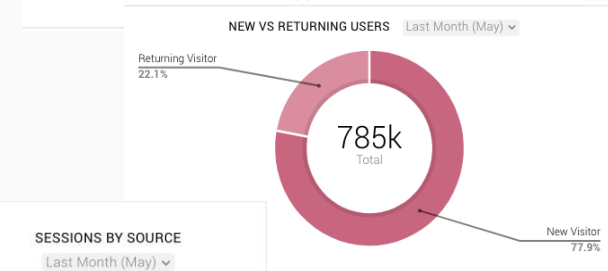 NEW VS RETURNING USERS Last Month (May)
Returning Visitor
22.1%
785k
Total
New Visitor
77.9%
SESSIONS BY SOURCE
Last Month (May)